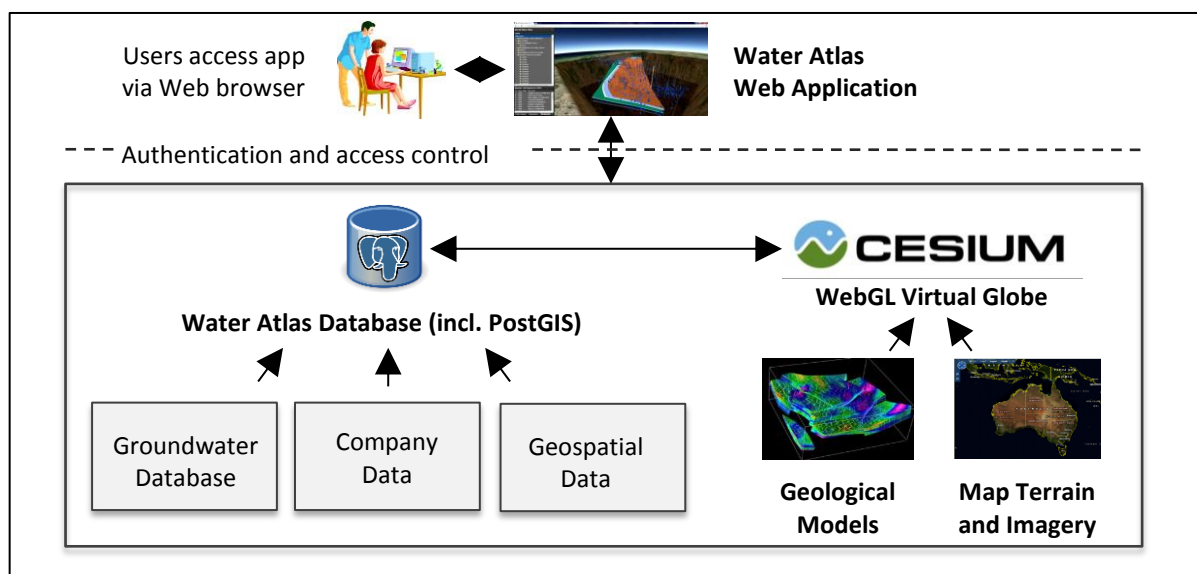 Users access app
via Web browser
Water Atlas
Web Application
Authentication and access control
CESIUM
WebGL Virtual Globe
Water Atlas Database (incl. PostGIS)
Groundwater
Database
Company
Data
Geospatial
Data
Geological
Models
Map Terrain
and Imagery